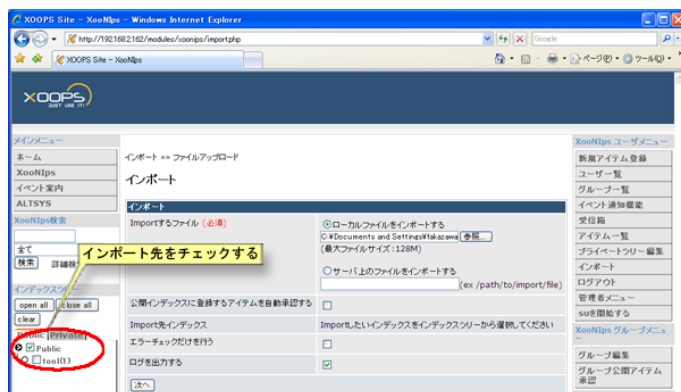 XOOPS Site - XooNIps - Windows Internet Explorer
http://192.168.2.162/modules/xoonips/import.php
Google
XOOPS Site - XooNIps
ページ(P)
ツール(O)
XOOPS
JUST USE IT!
メインメニュー
ホーム
XooNIps
イベント案内
ALTSYS
XooNIps検索
全て
検索
インデックスツリー
open all
close all
clear
Public
Private
Public
tool(1)
インポート先をチェックする
インポート »» ファイルアップロード
インポート
インポート
Importするファイル (必須)
ローカルファイルをインポートする
C:¥Documents and Settings¥takazawa
参照...
(最大ファイルサイズ:128M)
サーバ上のファイルをインポートする
(ex /path/to/import/file)
公開インデックスに登録するアイテムを自動承認する
Import先インデックス
Importしたいインデックスをインデックスツリーから選択してください
エラーチェックだけを行う
ログを出力する
次へ
XooNIps ユーザメニュー
新規アイテム登録
ユーザ一覧
グループ一覧
イベント通知機能
受信箱
アイテム一覧
プライベートツリー編集
インポート
ログアウト
管理者メニュー
suを開始する
XooNIps グループメニュー
グループ編集
グループ公開アイテム
承認